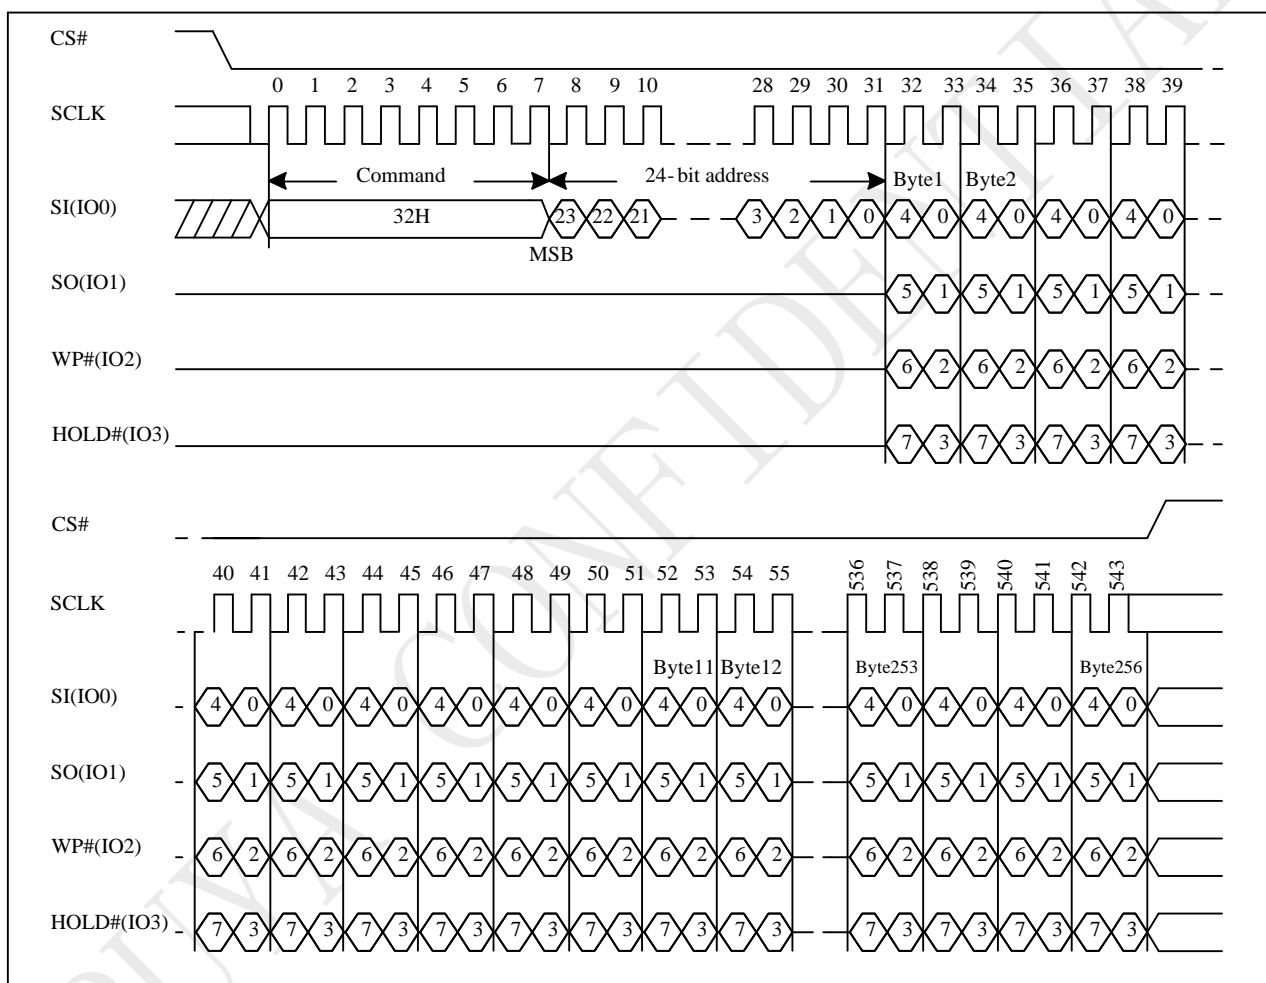 CS#
0 1 2 3 4 5 6 7 8 9 10 28 29 30 31 32 33 34 35 36 37 38 39
SCLK
Command 24-bit address Byte1 Byte2
SI(IO0) 32H 23 22 21 3 2 1 0 4 0 4 0 4 0 4 0
MSB
SO(IO1) 5 1 5 1 5 1 5 1
WP#(IO2) 6 2 6 2 6 2 6 2
HOLD#(IO3) 7 3 7 3 7 3 7 3
CS#
40 41 42 43 44 45 46 47 48 49 50 51 52 53 54 55 536 537 538 539 540 541 542 543
SCLK
Byte11 Byte12 Byte253 Byte256
SI(IO0) 4 0 4 0 4 0 4 0 4 0 4 0 4 0 4 0 4 0 4 0 4 0 4 0
SO(IO1) 5 1 5 1 5 1 5 1 5 1 5 1 5 1 5 1 5 1 5 1 5 1 5 1
WP#(IO2) 6 2 6 2 6 2 6 2 6 2 6 2 6 2 6 2 6 2 6 2 6 2 6 2
HOLD#(IO3) 7 3 7 3 7 3 7 3 7 3 7 3 7 3 7 3 7 3 7 3 7 3 7 3
PUYA CONFIDENTIAL